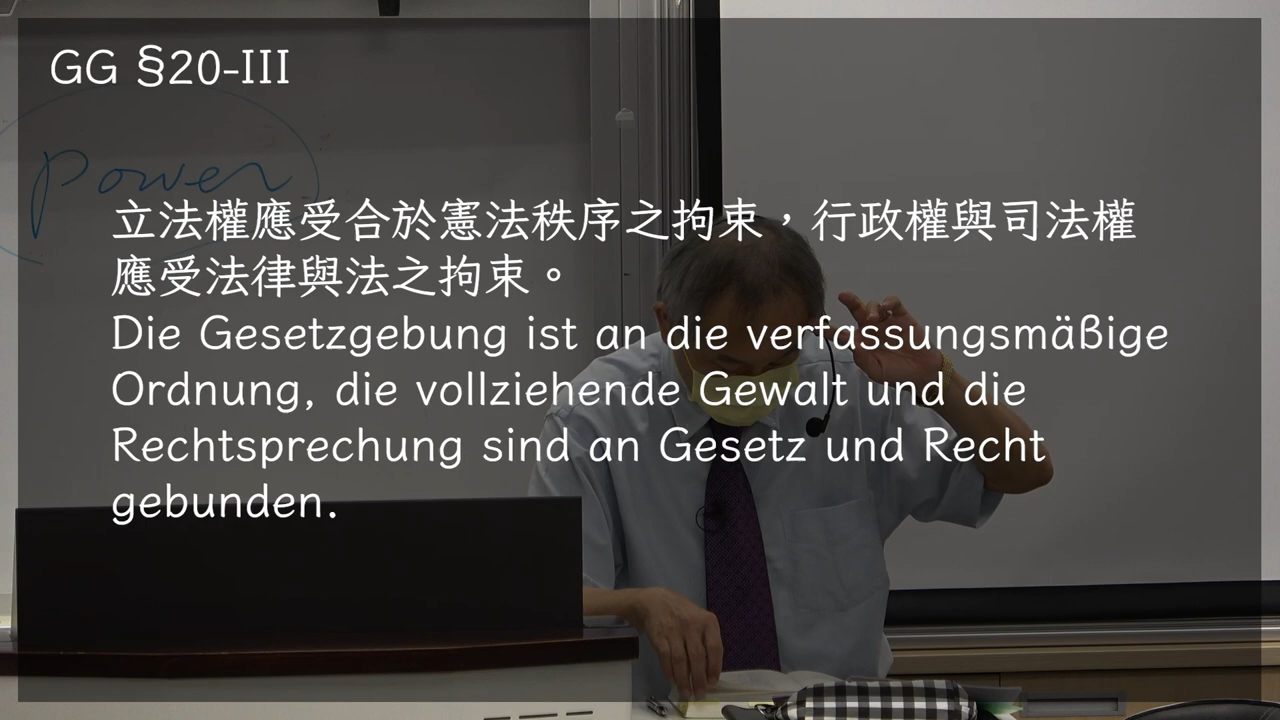 GG §20-III
Power
立法權應受合於憲法秩序之拘束，行政權與司法權
應受法律與法之拘束。
Die Gesetzgebung ist an die verfassungsmäßige
Ordnung, die vollziehende Gewalt und die
Rechtsprechung sind an Gesetz und Recht
gebunden.